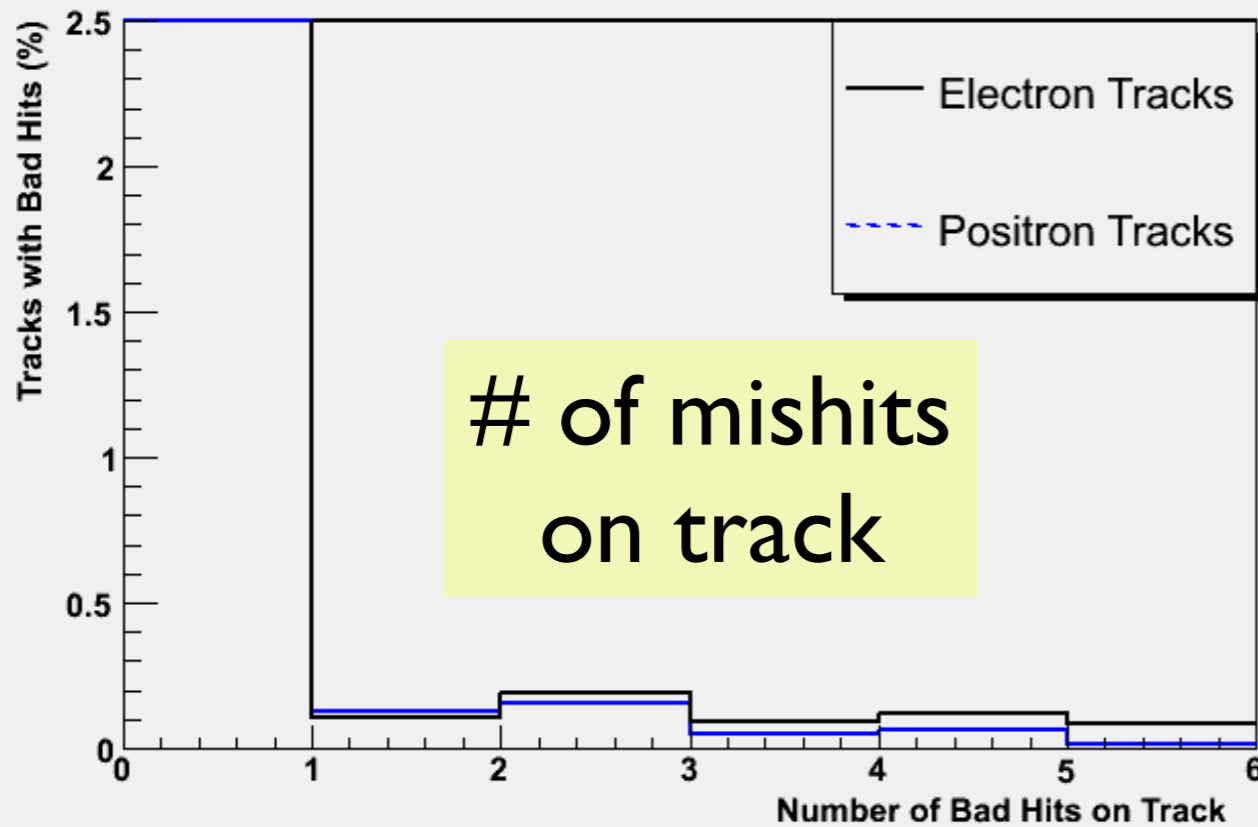 Tracks with Bad Hits (%)
2.5
2
1.5
1
0.5
0
Electron Tracks
Positron Tracks
# of mishits
on track
0 1 2 3 4 5 6
Number of Bad Hits on Track